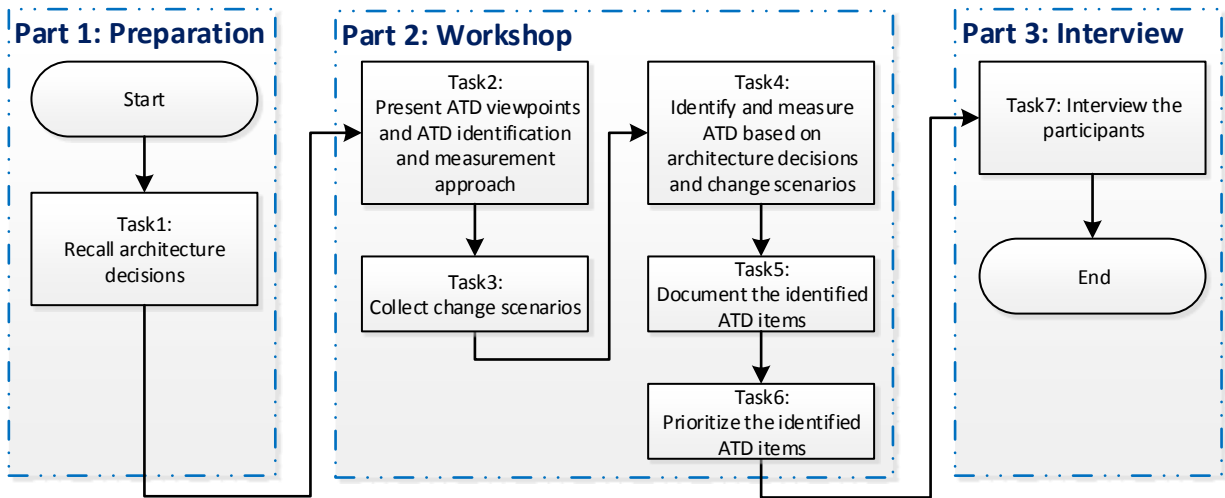 Part 1: Preparation
Start
Task1:
Recall architecture
decisions
Part 2: Workshop
Task2:
Present ATD viewpoints
and ATD identification
and measurement
approach
Task3:
Collect change scenarios
Task4:
Identify and measure
ATD based on
architecture decisions
and change scenarios
Task5:
Document the identified
ATD items
Task6:
Prioritize the identified
ATD items
Part 3: Interview
Task7: Interview the
participants
End